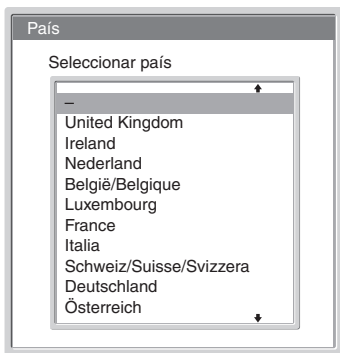 País
Seleccionar país
–
United Kingdom
Ireland
Nederland
België/Belgique
Luxembourg
France
Italia
Schweiz/Suisse/Svizzera
Deutschland
Österreich